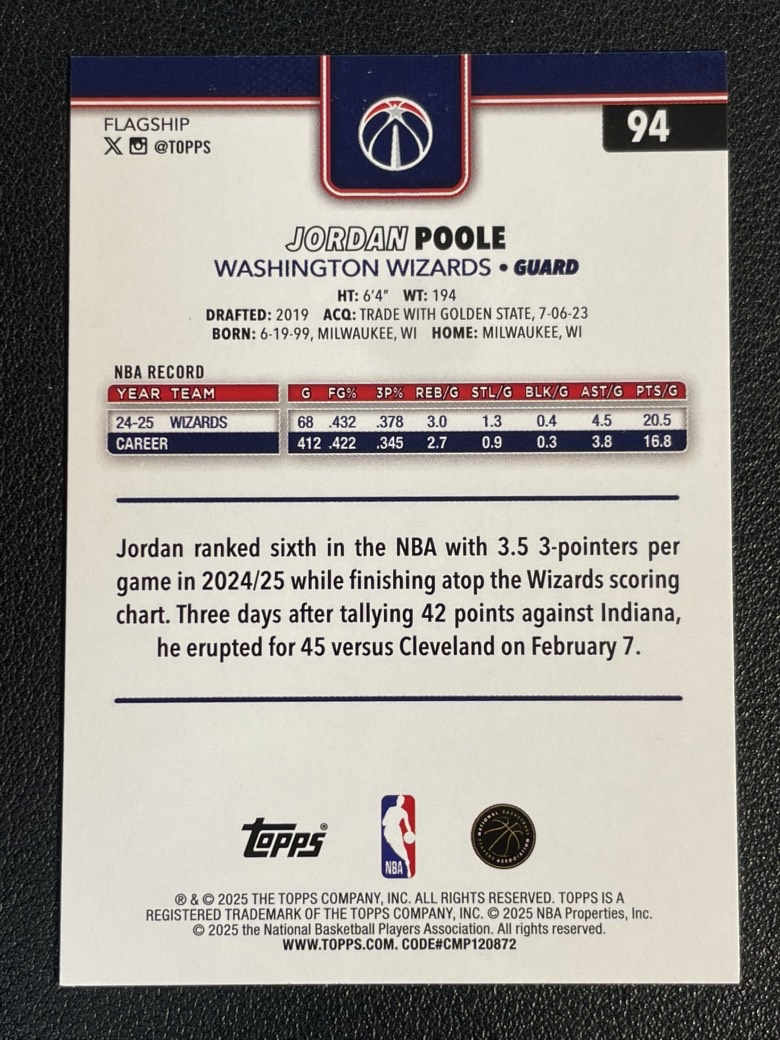 FLAGSHIP
@TOPPS
94
JORDAN POOLE
WASHINGTON WIZARDS • GUARD
HT: 6'4" WT: 194
DRAFTED: 2019 ACQ: TRADE WITH GOLDEN STATE, 7-06-23
BORN: 6-19-99, MILWAUKEE, WI HOME: MILWAUKEE, WI
NBA RECORD
YEAR TEAM G FG% 3P% REB/G STL/G BLK/G AST/G PTS/G
24-25 WIZARDS 68 .432 .378 3.0 1.3 0.4 4.5 20.5
CAREER 412 .422 .345 2.7 0.9 0.3 3.8 16.8
Jordan ranked sixth in the NBA with 3.5 3-pointers per
game in 2024/25 while finishing atop the Wizards scoring
chart. Three days after tallying 42 points against Indiana,
he erupted for 45 versus Cleveland on February 7.
Topps®
NBA
NATIONAL BASKETBALL PLAYERS ASSOCIATION
® & © 2025 THE TOPPS COMPANY, INC. ALL RIGHTS RESERVED. TOPPS IS A
REGISTERED TRADEMARK OF THE TOPPS COMPANY, INC. © 2025 NBA Properties, Inc.
© 2025 the National Basketball Players Association. All rights reserved.
WWW.TOPPS.COM. CODE#CMP120872